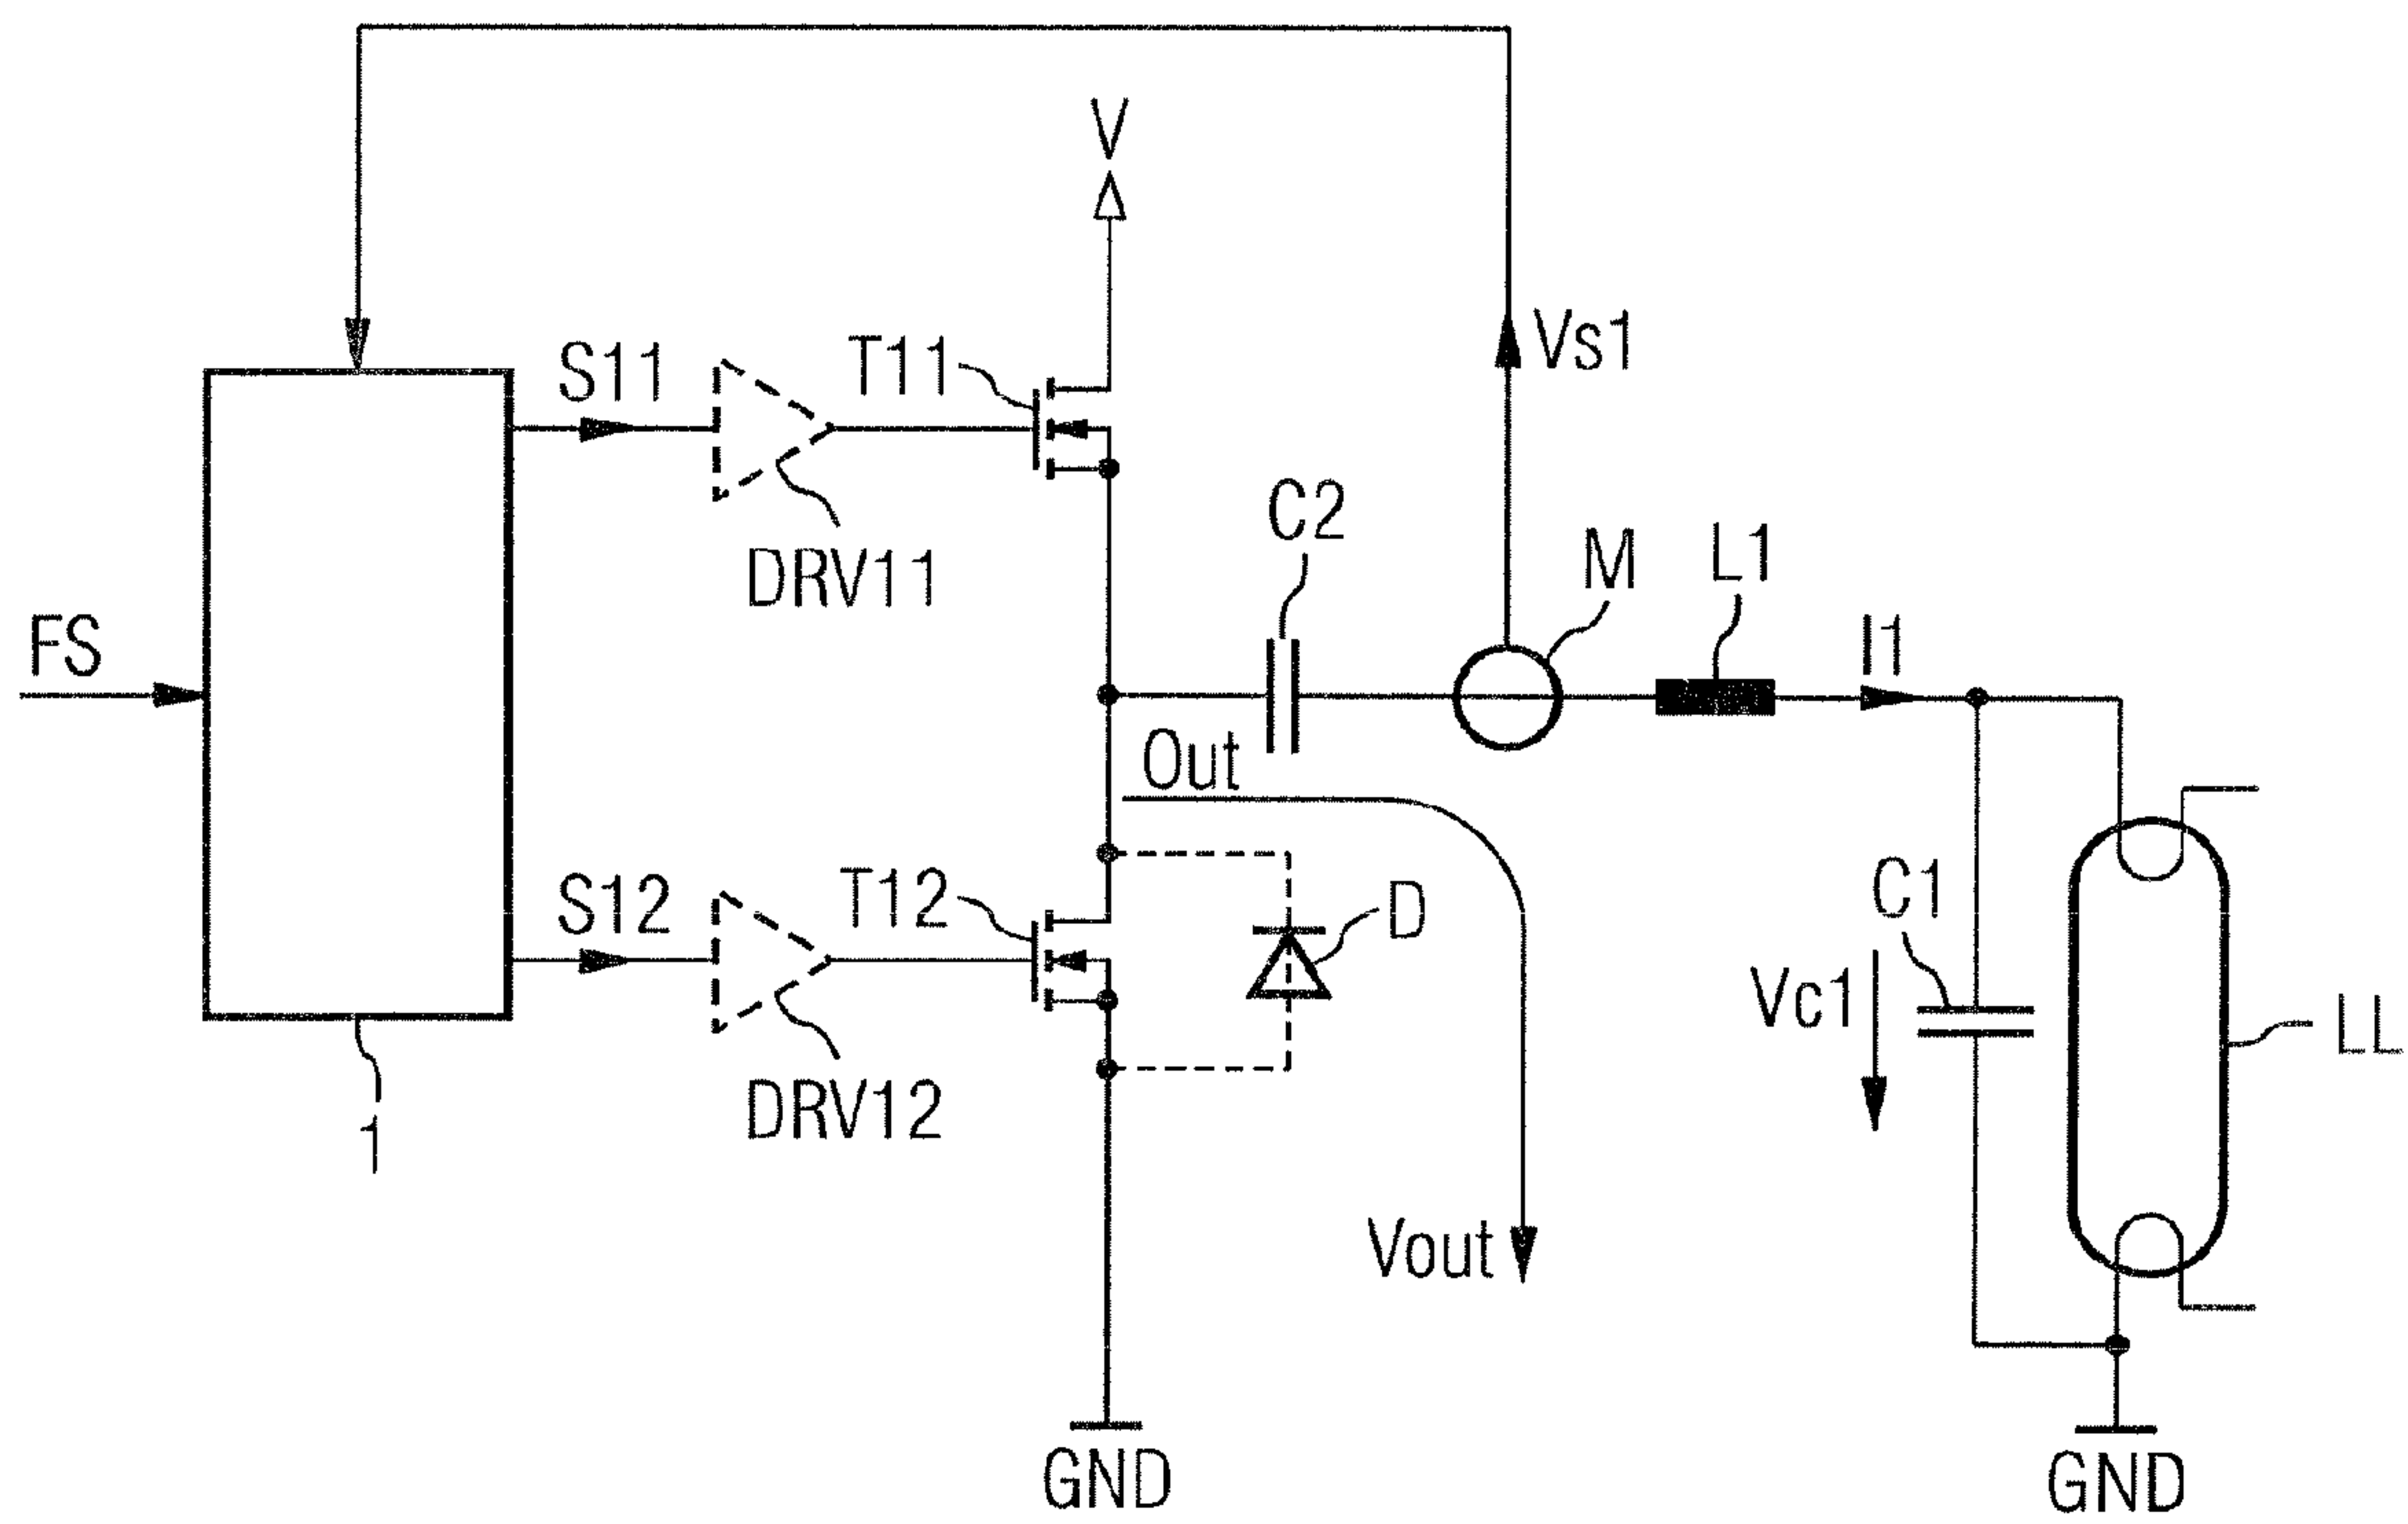 V
S11
T11
Vs1
C2
DRV11
M
L1
I1
FS
Out
S12
T12
D
C1
Vc1
LL
DRV12
1
Vout
GND
GND